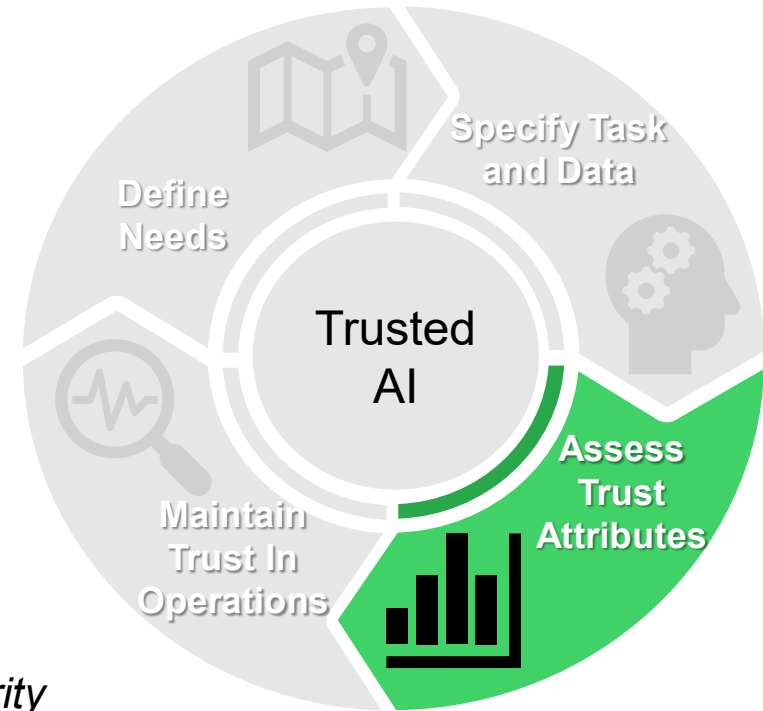 Specify Task
and Data
Define
Needs
Trusted
AI
Assess
Trust
Attributes
Maintain
Trust In
Operations